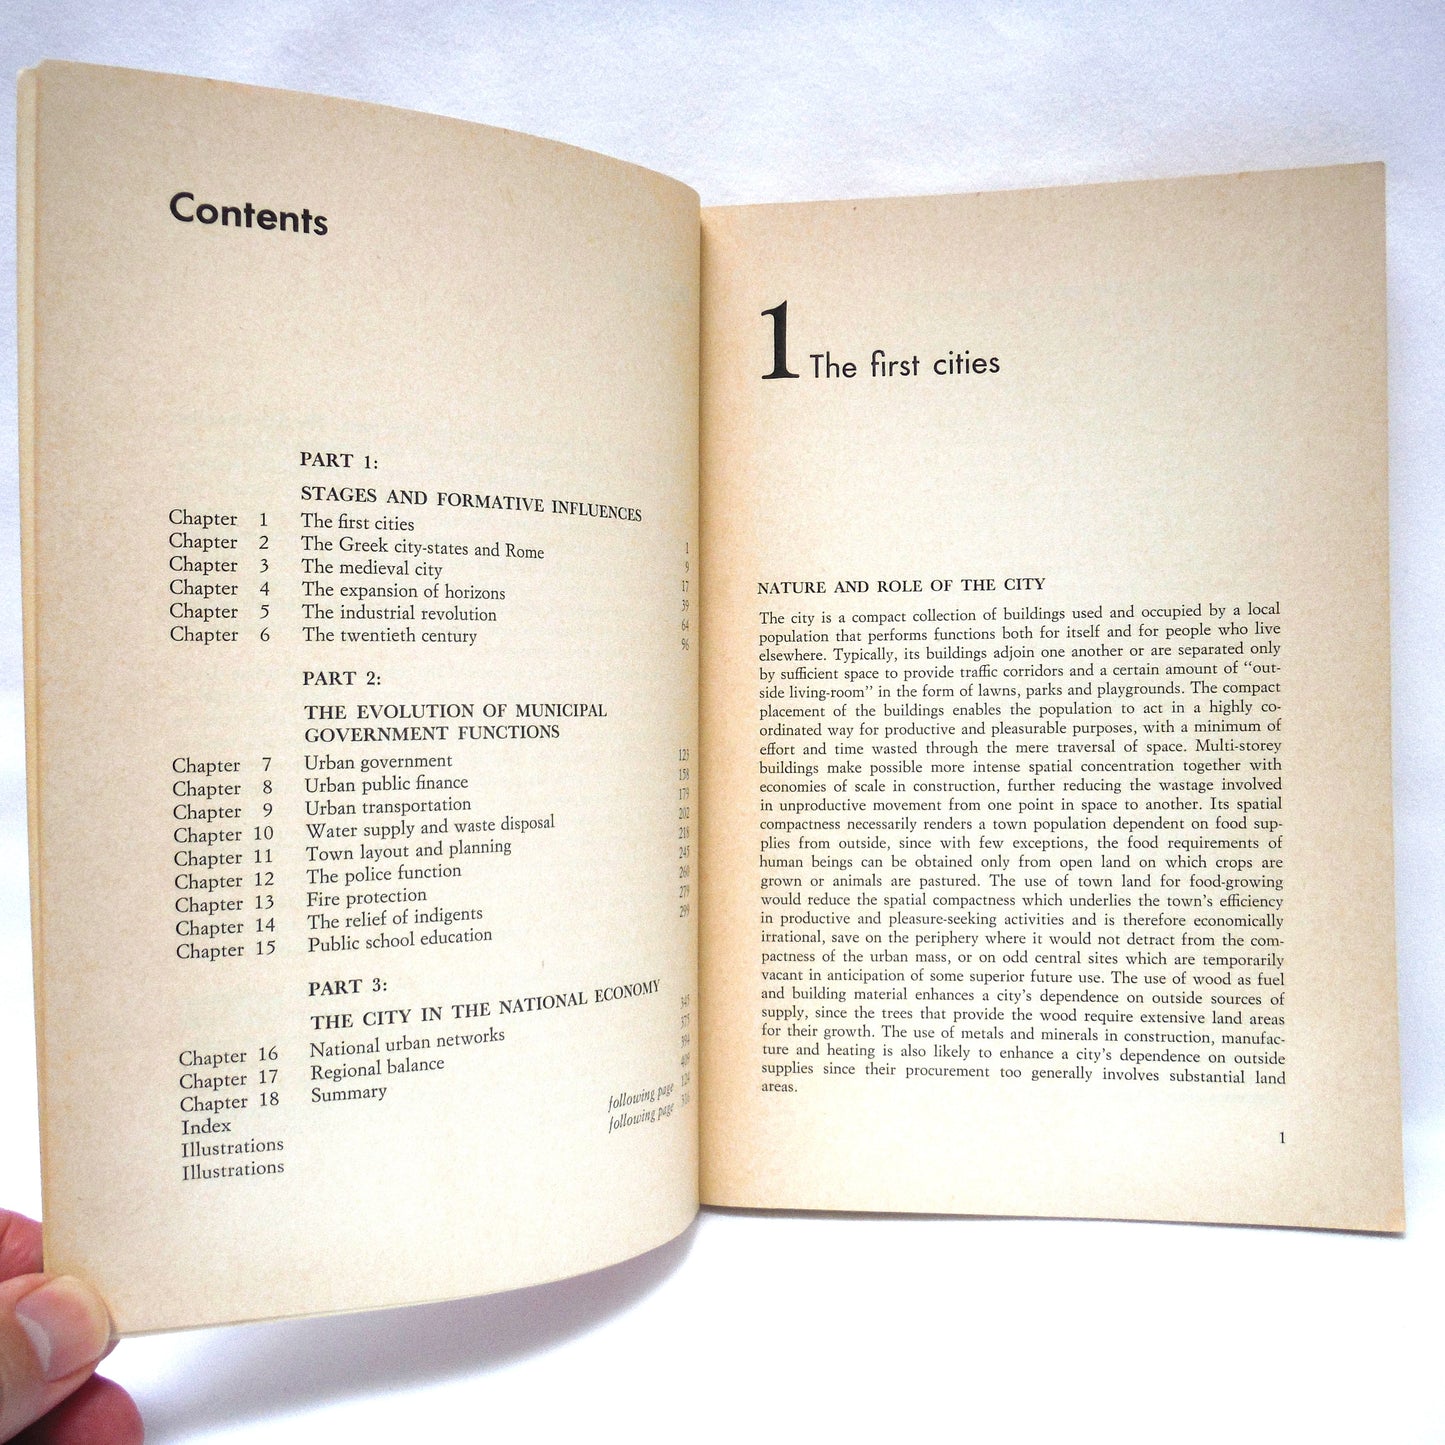 Contents
PART 1:
STAGES AND FORMATIVE INFLUENCES
Chapter 1 The first cities 1
Chapter 2 The Greek city-states and Rome 9
Chapter 3 The medieval city 17
Chapter 4 The expansion of horizons 39
Chapter 5 The industrial revolution 64
Chapter 6 The twentieth century 96
PART 2:
THE EVOLUTION OF MUNICIPAL
GOVERNMENT FUNCTIONS
Chapter 7 Urban government 123
Chapter 8 Urban public finance 158
Chapter 9 Urban transportation 179
Chapter 10 Water supply and waste disposal 202
Chapter 11 Town layout and planning 218
Chapter 12 The police function 245
Chapter 13 Fire protection 260
Chapter 14 The relief of indigents 279
Chapter 15 Public school education 299
PART 3:
THE CITY IN THE NATIONAL ECONOMY
Chapter 16 National urban networks
Chapter 17 Regional balance 375
Chapter 18 Summary 394
Index 409
Illustrations following page 124
Illustrations following page
1 The first cities
NATURE AND ROLE OF THE CITY
The city is a compact collection of buildings used and occupied by a local
population that performs functions both for itself and for people who live
elsewhere. Typically, its buildings adjoin one another or are separated only
by sufficient space to provide traffic corridors and a certain amount of “out-
side living-room” in the form of lawns, parks and playgrounds. The compact
placement of the buildings enables the population to act in a highly co-
ordinated way for productive and pleasurable purposes, with a minimum of
effort and time wasted through the mere traversal of space. Multi-storey
buildings make possible more intense spatial concentration together with
economies of scale in construction, further reducing the wastage involved
in unproductive movement from one point in space to another. Its spatial
compactness necessarily renders a town population dependent on food sup-
plies from outside, since with few exceptions, the food requirements of
human beings can be obtained only from open land on which crops are
grown or animals are pastured. The use of town land for food-growing
would reduce the spatial compactness which underlies the town’s efficiency
in productive and pleasure-seeking activities and is therefore economically
irrational, save on the periphery where it would not detract from the com-
pactness of the urban mass, or on odd central sites which are temporarily
vacant in anticipation of some superior future use. The use of wood as fuel
and building material enhances a city’s dependence on outside sources of
supply, since the trees that provide the wood require extensive land areas
for their growth. The use of metals and minerals in construction, manufac-
ture and heating is also likely to enhance a city’s dependence on outside
supplies since their procurement too generally involves substantial land
areas.
1